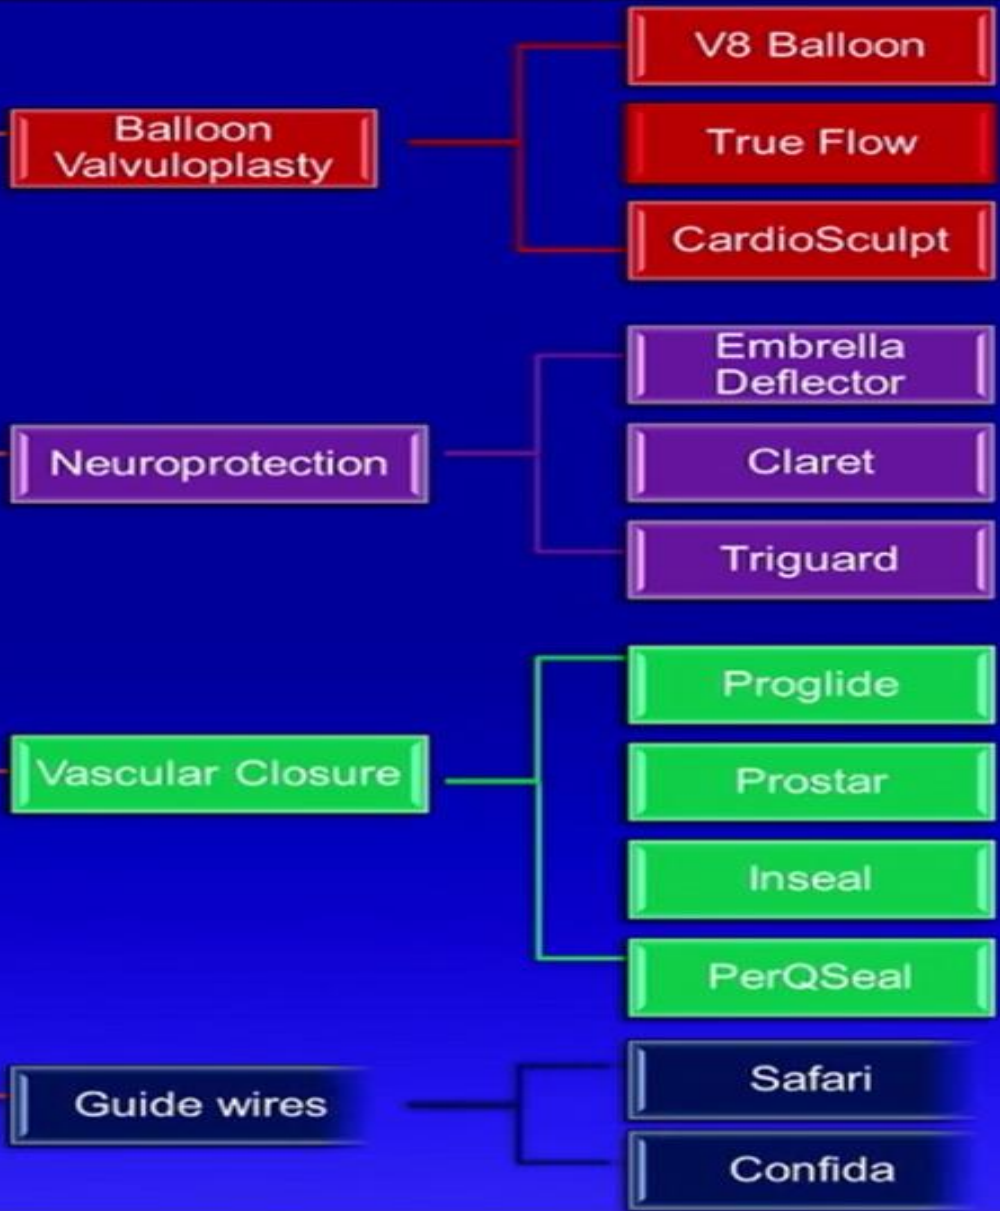 Balloon
Valvuloplasty
V8 Balloon
True Flow
CardioSculpt
Neuroprotection
Embrella
Deflector
Claret
Triguard
Vascular Closure
Proglide
Prostar
Inseal
PerQSeal
Guide wires
Safari
Confida